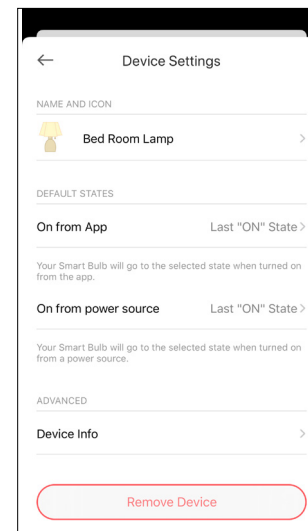 Device Settings
NAME AND ICON
Bed Room Lamp
DEFAULT STATES
On from App Last "ON" State
Your Smart Bulb will go to the selected state when turned on
from the app.
On from power source Last "ON" State
Your Smart Bulb will go to the selected state when turned on
from a power source.
ADVANCED
Device Info
Remove Device